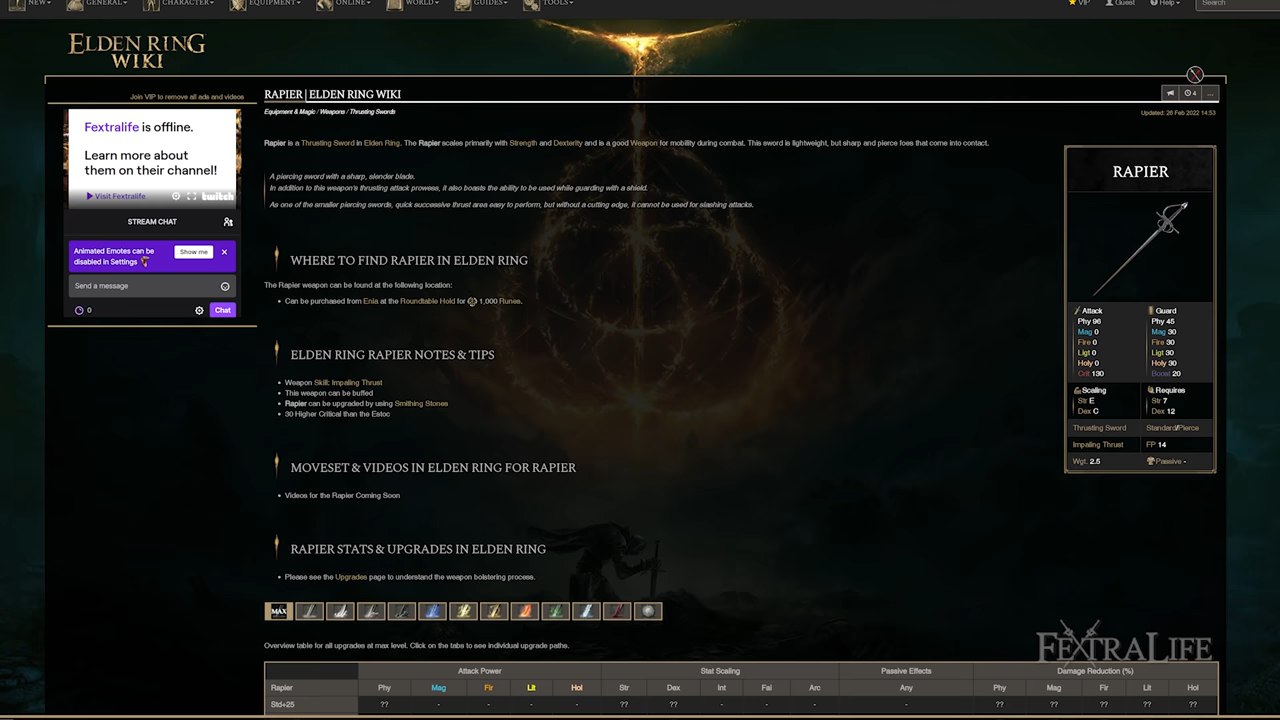 NEW▾ GENERAL▾ CHARACTER▾ EQUIPMENT▾ ONLINE▾ WORLD▾ GUIDES▾ TOOLS▾ VIP Guest Help▾ Search
ELDEN RING
WIKI
Join VIP to remove all ads and videos
Fextralife is offline.
Learn more about
them on their channel!
Visit Fextralife
twitch
STREAM CHAT
Animated Emotes can be
disabled in Settings
Show me
Send a message
0
Chat
RAPIER | ELDEN RING WIKI
4
...
Equipment & Magic / Weapons / Thrusting Swords
Updated: 26 Feb 2022 14:53
Rapier is a Thrusting Sword in Elden Ring. The Rapier scales primarily with Strength and Dexterity and is a good Weapon for mobility during combat. This sword is lightweight, but sharp and pierce foes that come into contact.
A piercing sword with a sharp, slender blade.
In addition to this weapon's thrusting attack prowess, it also boasts the ability to be used while guarding with a shield.
As one of the smaller piercing swords, quick successive thrust area easy to perform, but without a cutting edge, it cannot be used for slashing attacks.
WHERE TO FIND RAPIER IN ELDEN RING
The Rapier weapon can be found at the following location:
• Can be purchased from Enia at the Roundtable Hold for 1,000 Runes.
ELDEN RING RAPIER NOTES & TIPS
• Weapon Skill: Impaling Thrust
• This weapon can be buffed
• Rapier can be upgraded by using Smithing Stones
• 30 Higher Critical than the Estoc
MOVESET & VIDEOS IN ELDEN RING FOR RAPIER
• Videos for the Rapier Coming Soon
RAPIER STATS & UPGRADES IN ELDEN RING
• Please see the Upgrades page to understand the weapon bolstering process.
MAX
Overview table for all upgrades at max level. Click on the tabs to see individual upgrade paths.
Attack Power Stat Scaling Passive Effects Damage Reduction (%)
Rapier Phy Mag Fir Lit Hol Str Dex Int Fai Arc Any Phy Mag Fir Lit Hol
Std+25 ?? - - - - ?? ?? - - - - ?? ?? ?? ?? ??
RAPIER
Attack Guard
Phy 96 Phy 45
Mag 0 Mag 30
Fire 0 Fire 30
Ligt 0 Ligt 30
Holy 0 Holy 30
Crit 130 Boost 20
Scaling Requires
Str E Str 7
Dex C Dex 12
Thrusting Sword Standard/Pierce
Impaling Thrust FP 14
Wgt. 2.5 Passive -
FEXTRALIFE